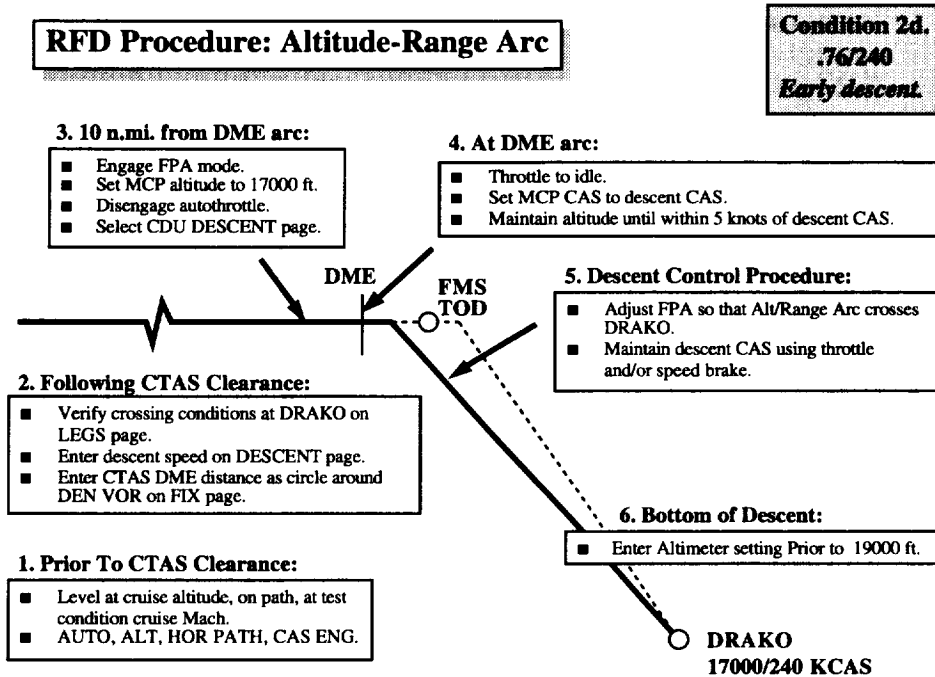 RFD Procedure: Altitude-Range Arc
Condition 2d.
.76/240
Early descent.
3. 10 n.mi. from DME arc:
■ Engage FPA mode.
■ Set MCP altitude to 17000 ft.
■ Disengage autothrottle.
■ Select CDU DESCENT page.
4. At DME arc:
■ Throttle to idle.
■ Set MCP CAS to descent CAS.
■ Maintain altitude until within 5 knots of descent CAS.
DME
FMS
TOD
5. Descent Control Procedure:
■ Adjust FPA so that Alt/Range Arc crosses
DRAKO.
■ Maintain descent CAS using throttle
and/or speed brake.
2. Following CTAS Clearance:
■ Verify crossing conditions at DRAKO on
LEGS page.
■ Enter descent speed on DESCENT page.
■ Enter CTAS DME distance as circle around
DEN VOR on FIX page.
6. Bottom of Descent:
■ Enter Altimeter setting Prior to 19000 ft.
1. Prior To CTAS Clearance:
■ Level at cruise altitude, on path, at test
condition cruise Mach.
■ AUTO, ALT, HOR PATH, CAS ENG.
DRAKO
17000/240 KCAS